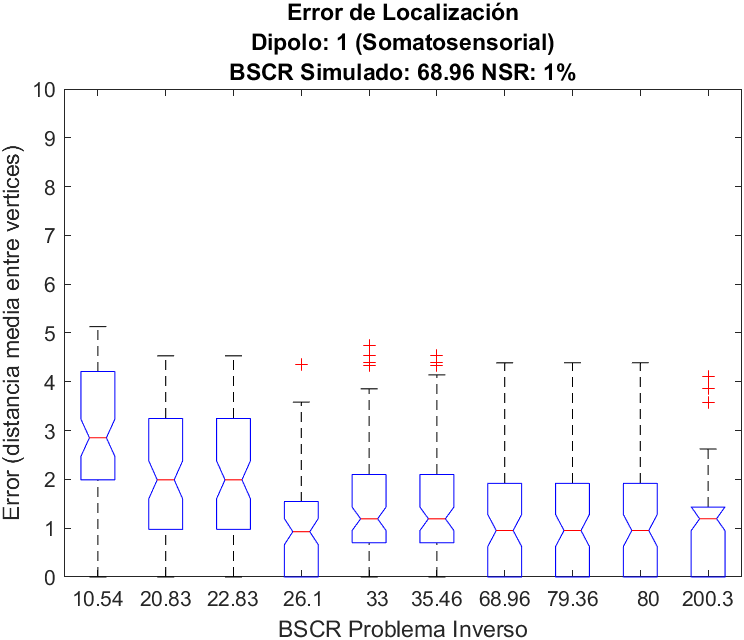 Error de Localización
Dipolo: 1 (Somatosensorial)
BSCR Simulado: 68.96 NSR: 1%
Error (distancia media entre vertices)
10
9
8
7
6
5
4
3
2
1
0
10.54 20.83 22.83 26.1 33 35.46 68.96 79.36 80 200.3
BSCR Problema Inverso